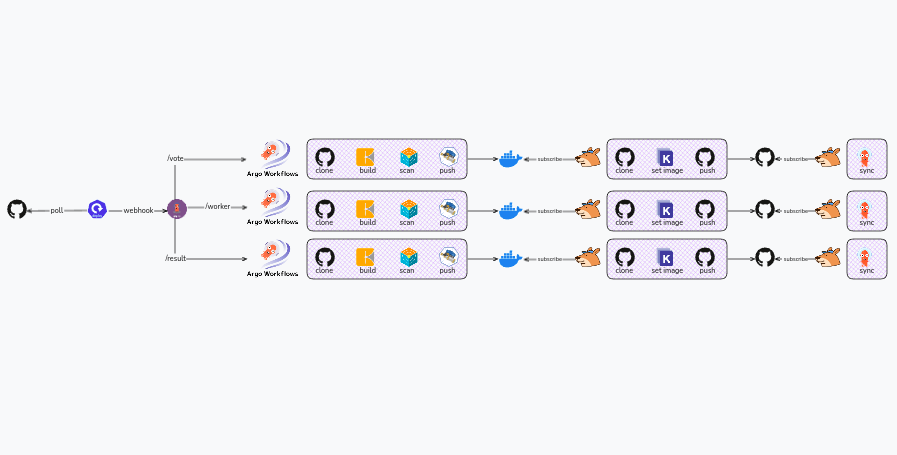 /vote
Argo Workflows
clone build scan push
subscribe
clone set image push
subscribe
sync
poll
webhook
/worker
Argo Workflows
clone build scan push
subscribe
clone set image push
subscribe
sync
/result
Argo Workflows
clone build scan push
subscribe
clone set image push
subscribe
sync